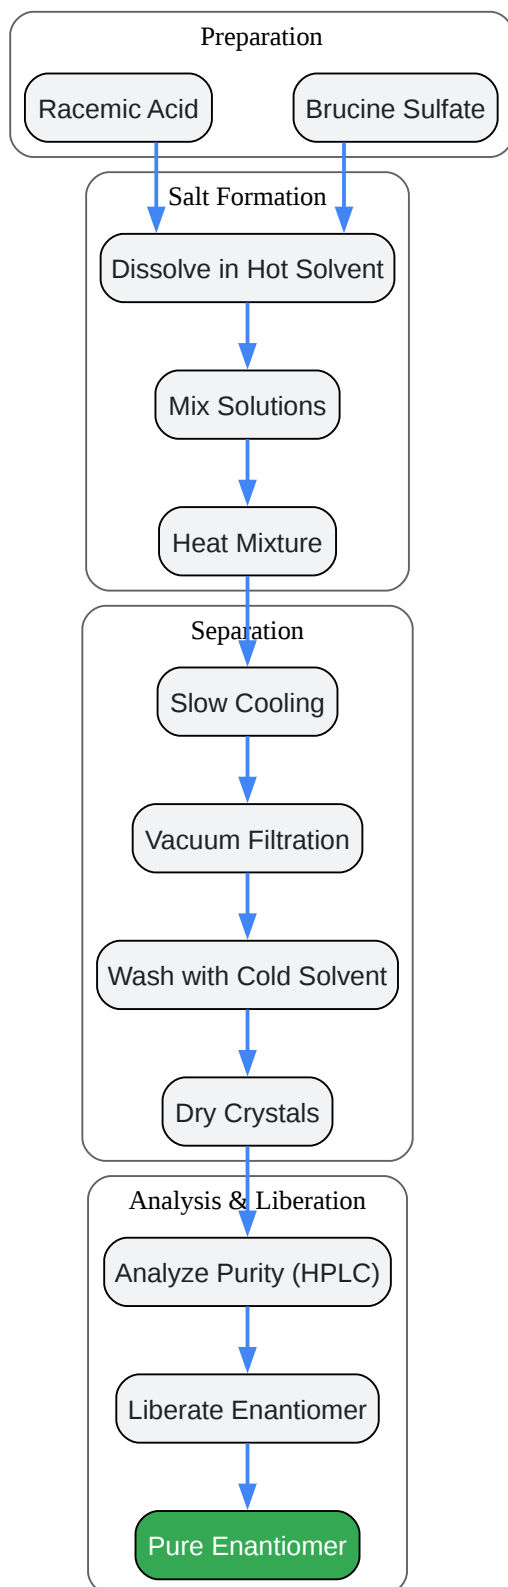 Preparation
Racemic Acid
Brucine Sulfate
Salt Formation
Dissolve in Hot Solvent
Mix Solutions
Heat Mixture
Separation
Slow Cooling
Vacuum Filtration
Wash with Cold Solvent
Dry Crystals
Analysis & Liberation
Analyze Purity (HPLC)
Liberate Enantiomer
Pure Enantiomer